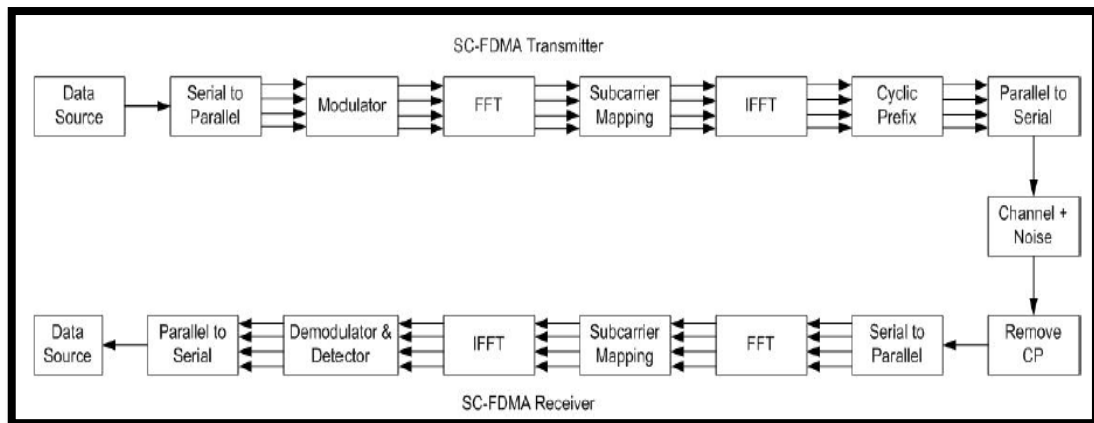 SC-FDMA Transmitter
Data
Source
Serial to
Parallel
Modulator
FFT
Subcarrier
Mapping
IFFT
Cyclic
Prefix
Parallel to
Serial
Channel +
Noise
Data
Source
Parallel to
Serial
Demodulator &
Detector
IFFT
Subcarrier
Mapping
FFT
Serial to
Parallel
Remove
CP
SC-FDMA Receiver